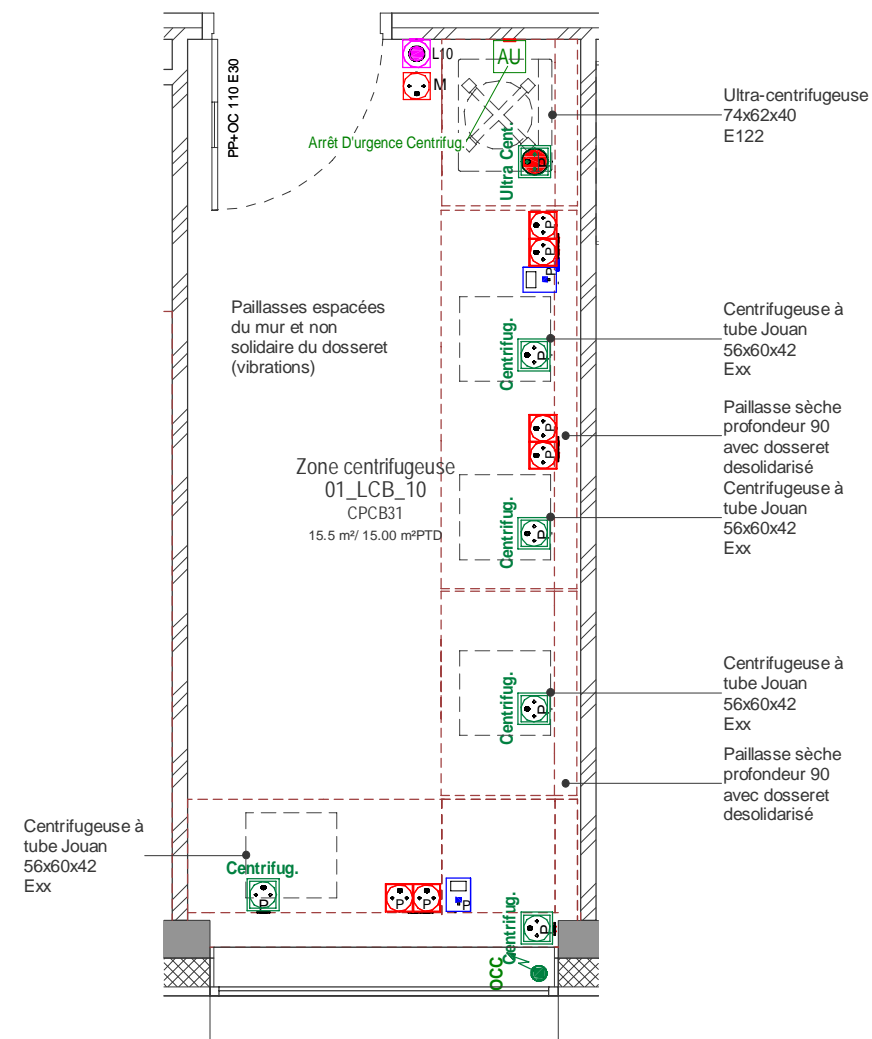 L10
AU
M
PP+OC 110 E30
Arrêt D'urgence Centrifug.
Ultra Cent.
P
Ultra-centrifugeuse
74x62x40
E122
P
P
P
Paillasses espacées
du mur et non
solidaire du dosseret
(vibrations)
Centrifug.
P
Centrifugeuse à
tube Jouan
56x60x42
Exx
P
P
Paillasse sèche
profondeur 90
avec dosseret
desolidarisé
Zone centrifugeuse
01_LCB_10
CPCB31
15.5 m²/ 15.00 m²PTD
Centrifug.
P
Centrifugeuse à
tube Jouan
56x60x42
Exx
Centrifug.
P
Centrifugeuse à
tube Jouan
56x60x42
Exx
Paillasse sèche
profondeur 90
avec dosseret
desolidarisé
Centrifugeuse à
tube Jouan
56x60x42
Exx
Centrifug.
P
P
P
P
Centrifug.
P
OCC